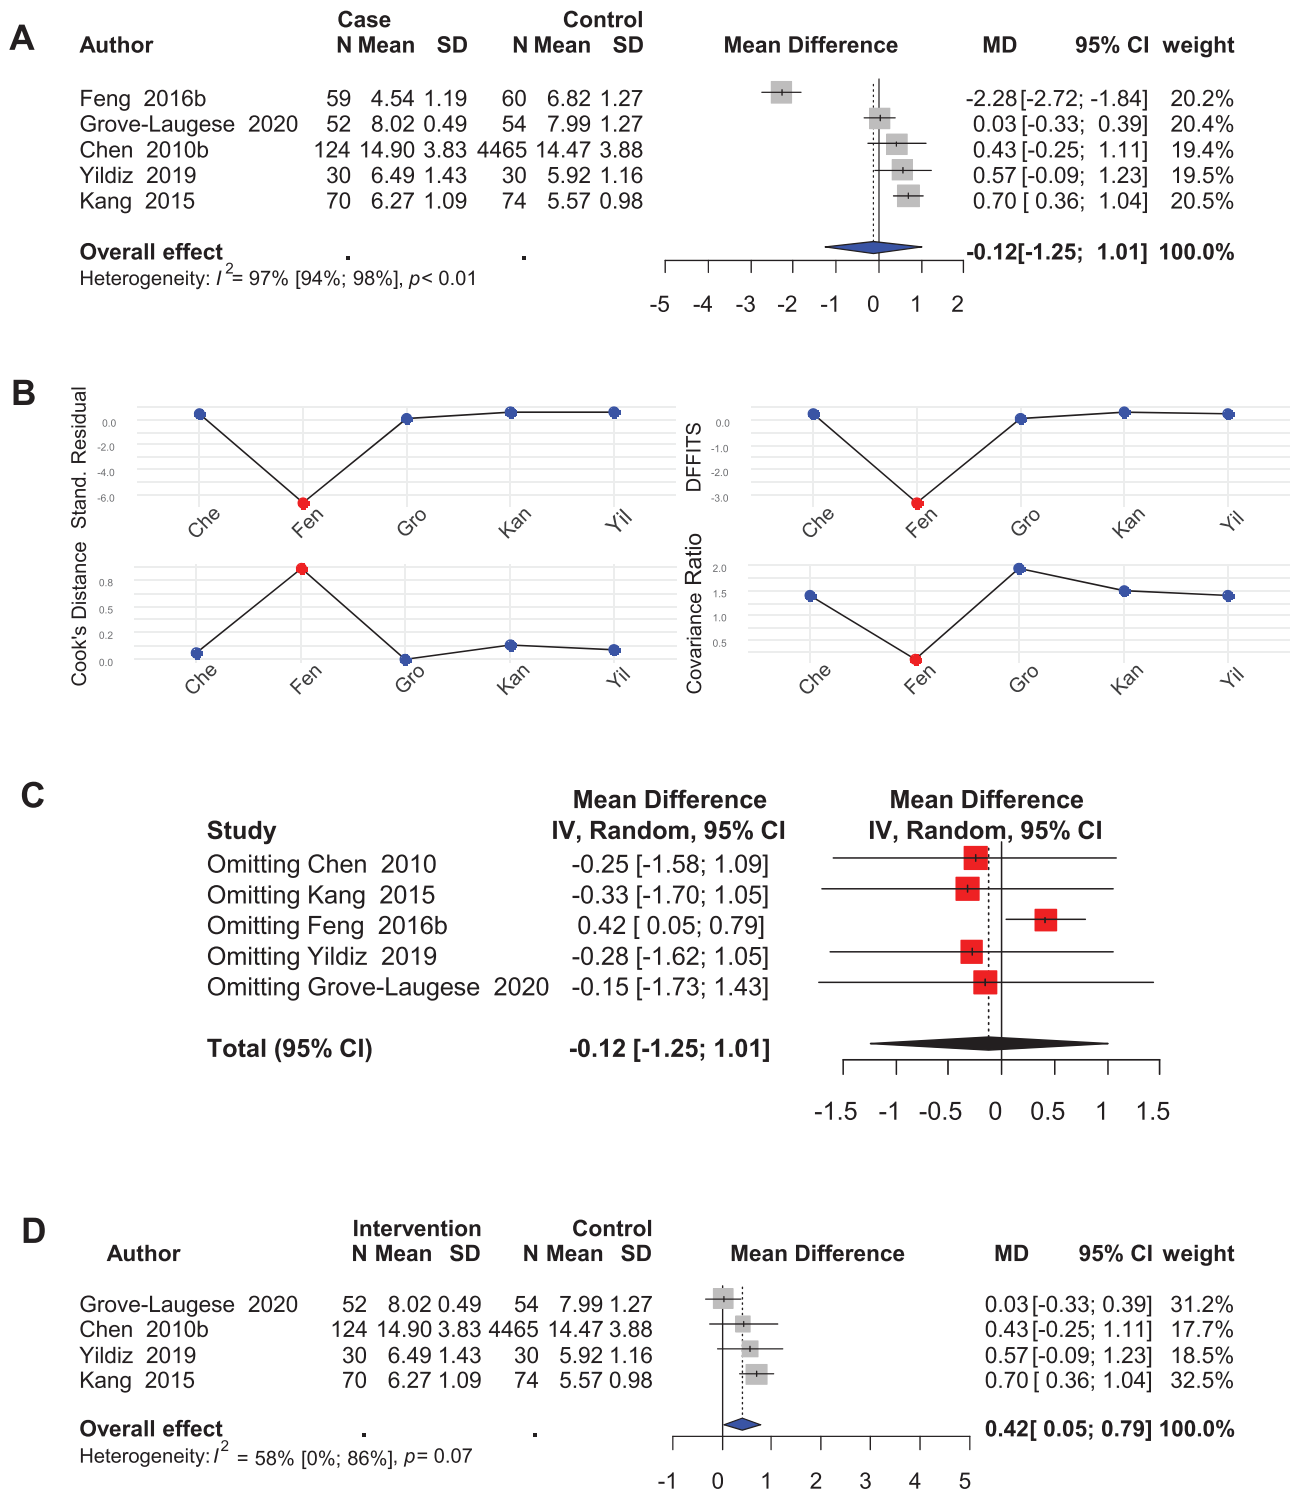 A
Case Control
Author N Mean SD N Mean SD Mean Difference MD 95% CI weight
Feng 2016b 59 4.54 1.19 60 6.82 1.27 -2.28 [-2.72; -1.84] 20.2%
Grove-Laugese 2020 52 8.02 0.49 54 7.99 1.27 0.03 [-0.33; 0.39] 20.4%
Chen 2010b 124 14.90 3.83 4465 14.47 3.88 0.43 [-0.25; 1.11] 19.4%
Yildiz 2019 30 6.49 1.43 30 5.92 1.16 0.57 [-0.09; 1.23] 19.5%
Kang 2015 70 6.27 1.09 74 5.57 0.98 0.70 [ 0.36; 1.04] 20.5%
Overall effect . . -0.12[-1.25; 1.01] 100.0%
Heterogeneity: I²= 97% [94%; 98%], p< 0.01
-5 -4 -3 -2 -1 0 1 2
B
Stand. Residual
0.0
-2.0
-4.0
-6.0
Che Fen Gro Kan Yil
DFFITS
0.0
-1.0
-2.0
-3.0
Che Fen Gro Kan Yil
Cook's Distance
0.8
0.5
0.2
0.0
Che Fen Gro Kan Yil
Covariance Ratio
2.0
1.5
1.0
0.5
Che Fen Gro Kan Yil
C
Mean Difference Mean Difference
Study IV, Random, 95% CI IV, Random, 95% CI
Omitting Chen 2010 -0.25 [-1.58; 1.09]
Omitting Kang 2015 -0.33 [-1.70; 1.05]
Omitting Feng 2016b 0.42 [ 0.05; 0.79]
Omitting Yildiz 2019 -0.28 [-1.62; 1.05]
Omitting Grove-Laugese 2020 -0.15 [-1.73; 1.43]
Total (95% CI) -0.12 [-1.25; 1.01]
-1.5 -1 -0.5 0 0.5 1 1.5
D
Intervention Control
Author N Mean SD N Mean SD Mean Difference MD 95% CI weight
Grove-Laugese 2020 52 8.02 0.49 54 7.99 1.27 0.03 [-0.33; 0.39] 31.2%
Chen 2010b 124 14.90 3.83 4465 14.47 3.88 0.43 [-0.25; 1.11] 17.7%
Yildiz 2019 30 6.49 1.43 30 5.92 1.16 0.57 [-0.09; 1.23] 18.5%
Kang 2015 70 6.27 1.09 74 5.57 0.98 0.70 [ 0.36; 1.04] 32.5%
Overall effect . . 0.42[ 0.05; 0.79] 100.0%
Heterogeneity: I² = 58% [0%; 86%], p= 0.07
-1 0 1 2 3 4 5